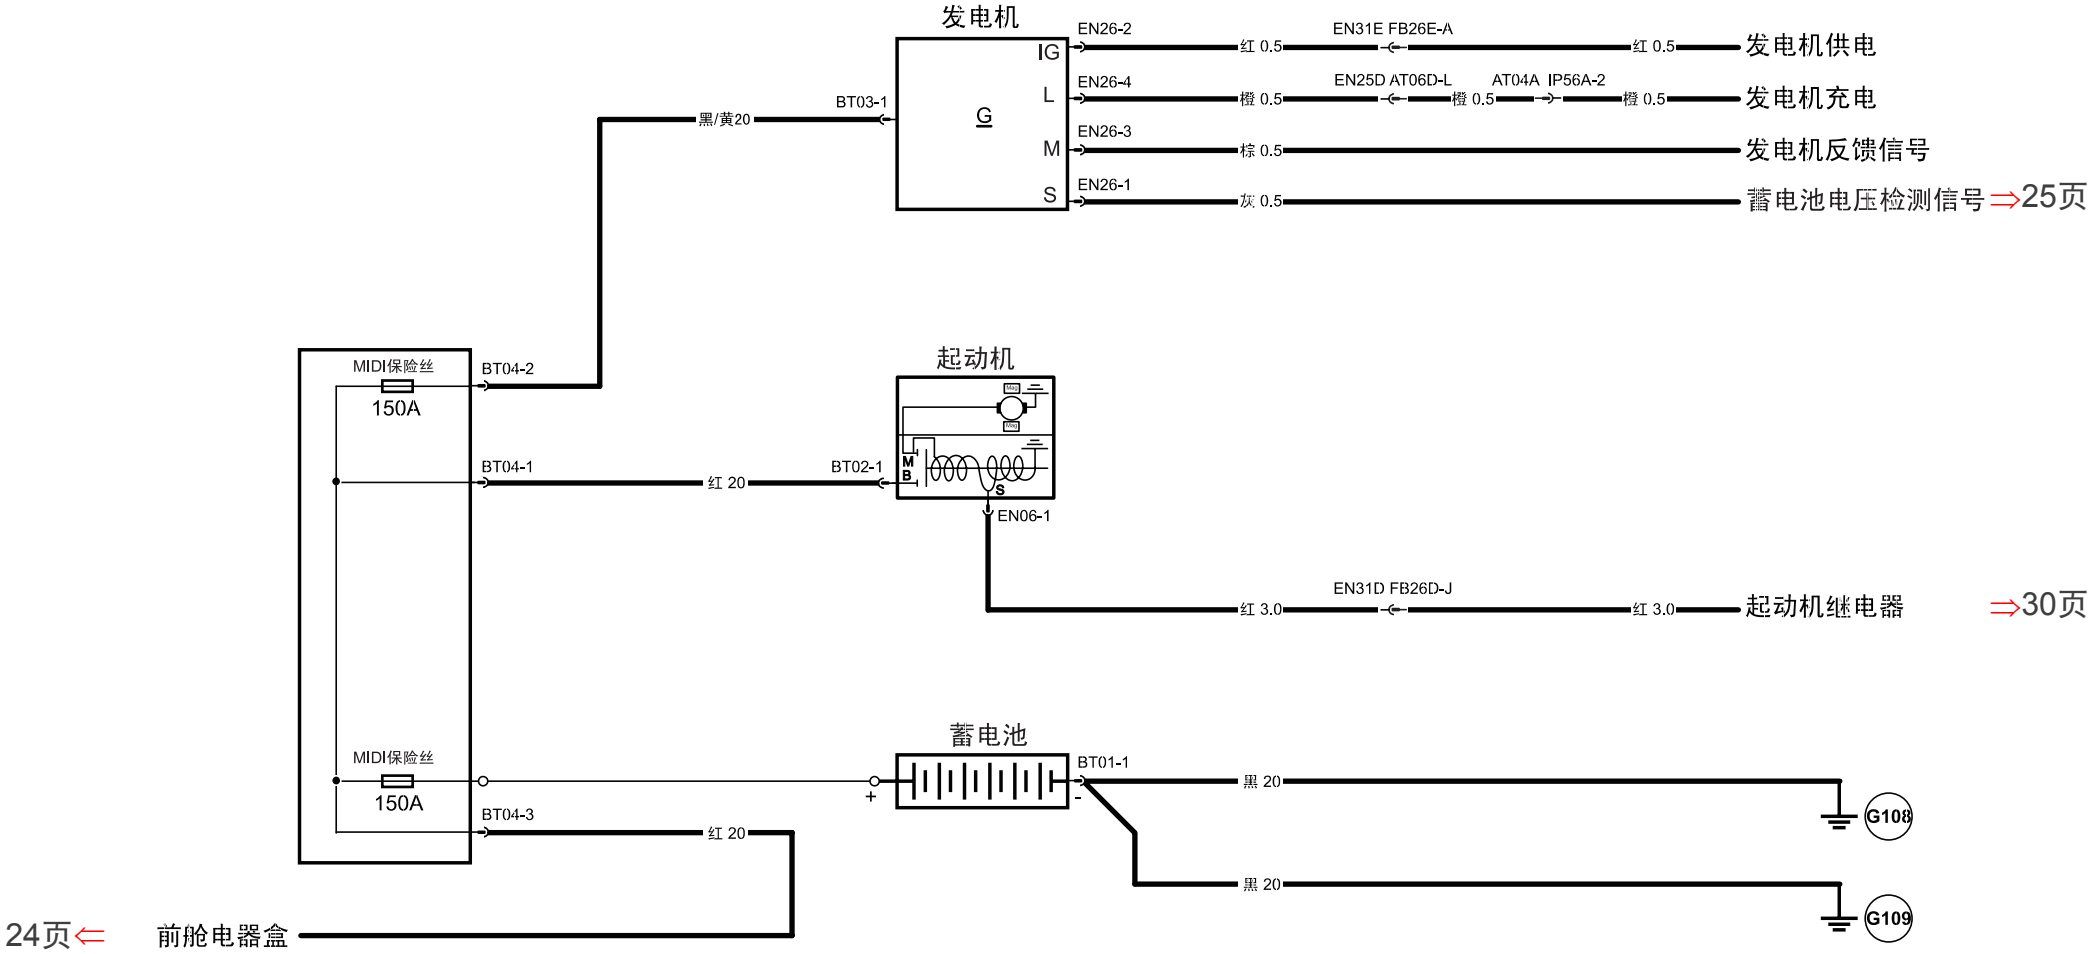 发电机
EN26-2
EN31E FB26E-A
IG
红 0.5
红 0.5
发电机供电
EN26-4
EN25D AT06D-L
AT04A IP56A-2
L
橙 0.5
橙 0.5
橙 0.5
发电机充电
BT03-1
黑/黄20
G
EN26-3
M
棕 0.5
发电机反馈信号
EN26-1
S
灰 0.5
蓄电池电压检测信号
⇒25页
MIDI保险丝
150A
BT04-2
起动机
Mag
Mag
BT04-1
红 20
BT02-1
M
B
S
EN06-1
EN31D FB26D-J
红 3.0
红 3.0
起动机继电器
⇒30页
蓄电池
MIDI保险丝
150A
+
-
BT01-1
黑 20
G108
BT04-3
红 20
黑 20
G109
24页⇐
前舱电器盒